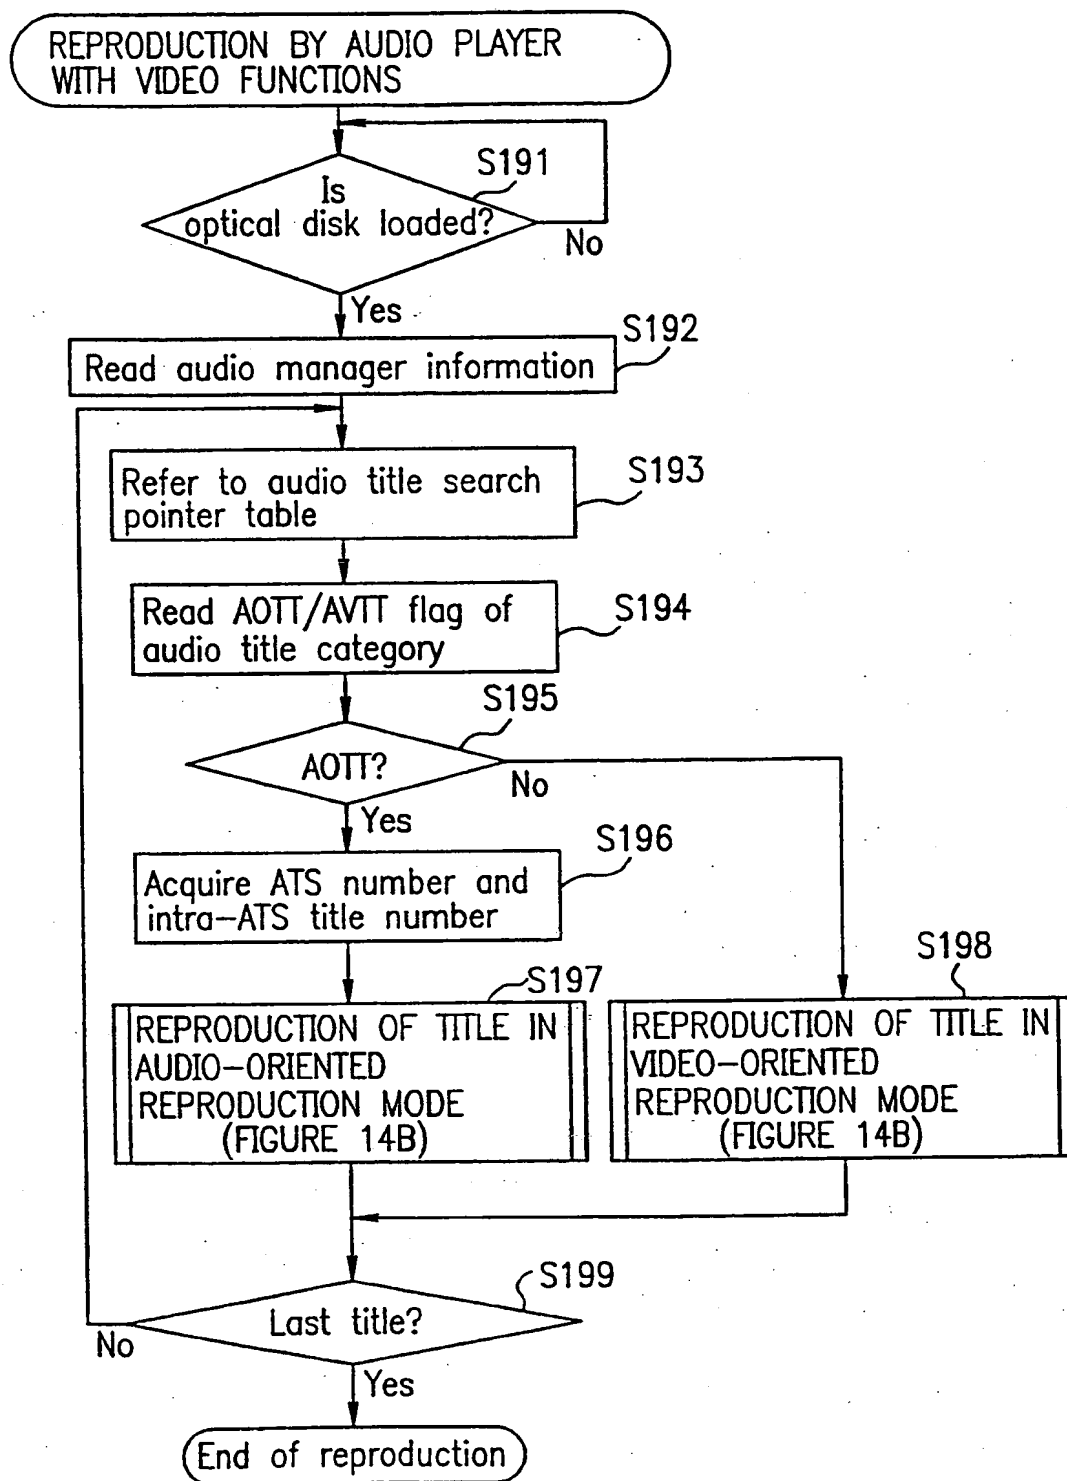 REPRODUCTION BY AUDIO PLAYER
WITH VIDEO FUNCTIONS
S191
Is
optical disk loaded?
No
Yes
S192
Read audio manager information
S193
Refer to audio title search
pointer table
S194
Read AOTT/AVTT flag of
audio title category
S195
AOTT?
No
Yes
S196
Acquire ATS number and
intra-ATS title number
S197
REPRODUCTION OF TITLE IN
AUDIO-ORIENTED
REPRODUCTION MODE
(FIGURE 14B)
S198
REPRODUCTION OF TITLE IN
VIDEO-ORIENTED
REPRODUCTION MODE
(FIGURE 14B)
S199
Last title?
No
Yes
End of reproduction